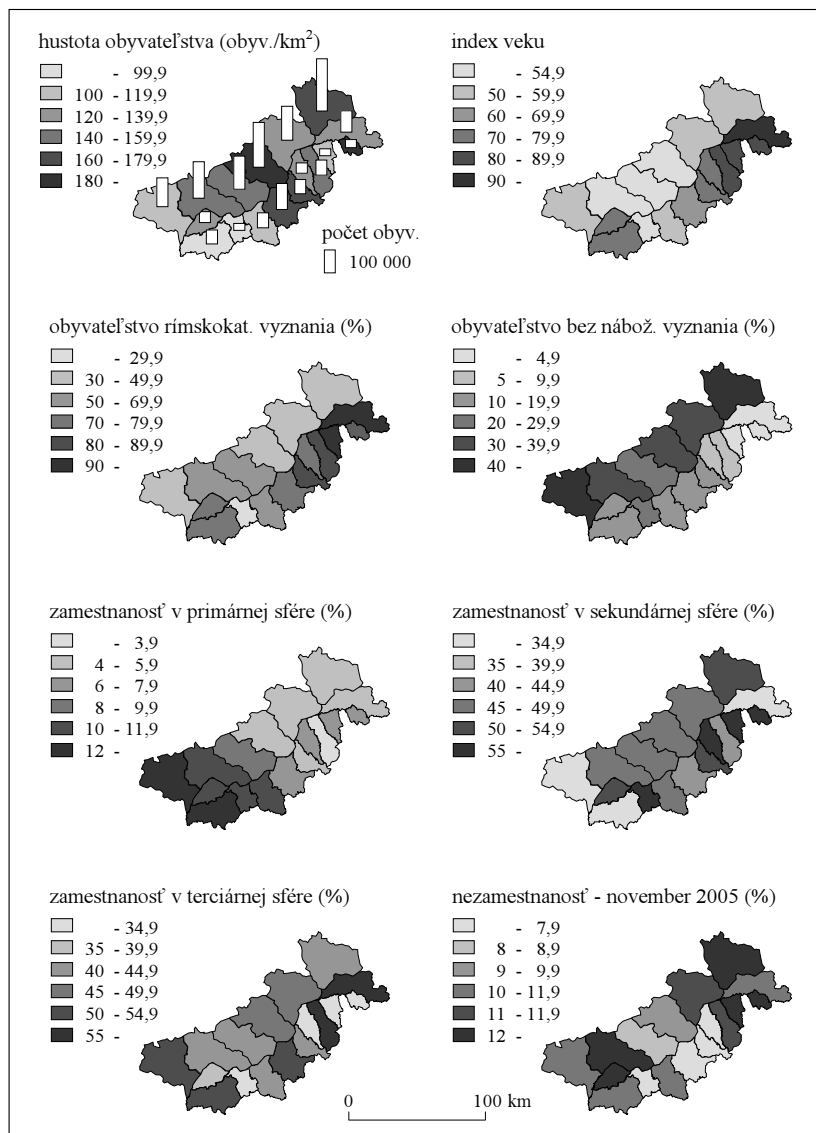 hustota obyvateľstva (obyv./km²)
- 99,9
100 - 119,9
120 - 139,9
140 - 159,9
160 - 179,9
180 -
počet obyv.
100 000
index veku
- 54,9
50 - 59,9
60 - 69,9
70 - 79,9
80 - 89,9
90 -
obyvateľstvo rímskokat. vyznania (%)
- 29,9
30 - 49,9
50 - 69,9
70 - 79,9
80 - 89,9
90 -
obyvateľstvo bez nábož. vyznania (%)
- 4,9
5 - 9,9
10 - 19,9
20 - 29,9
30 - 39,9
40 -
zamestnanosť v primárnej sfére (%)
- 3,9
4 - 5,9
6 - 7,9
8 - 9,9
10 - 11,9
12 -
zamestnanosť v sekundárnej sfére (%)
- 34,9
35 - 39,9
40 - 44,9
45 - 49,9
50 - 54,9
55 -
zamestnanosť v terciárnej sfére (%)
- 34,9
35 - 39,9
40 - 44,9
45 - 49,9
50 - 54,9
55 -
nezamestnanosť - november 2005 (%)
- 7,9
8 - 8,9
9 - 9,9
10 - 11,9
11 - 11,9
12 -
0 100 km